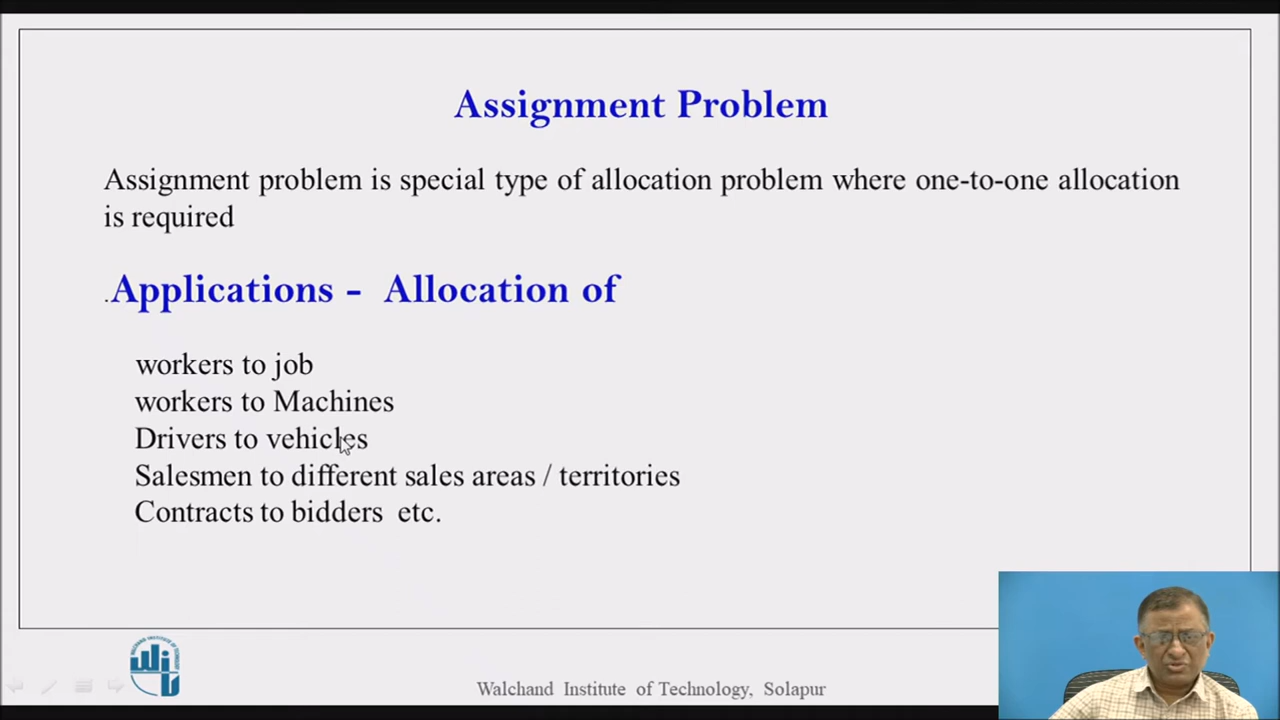 Assignment Problem
Assignment problem is special type of allocation problem where one-to-one allocation
is required
.Applications - Allocation of
workers to job
workers to Machines
Drivers to vehicles
Salesmen to different sales areas / territories
Contracts to bidders etc.
Walchand Institute of Technology, Solapur